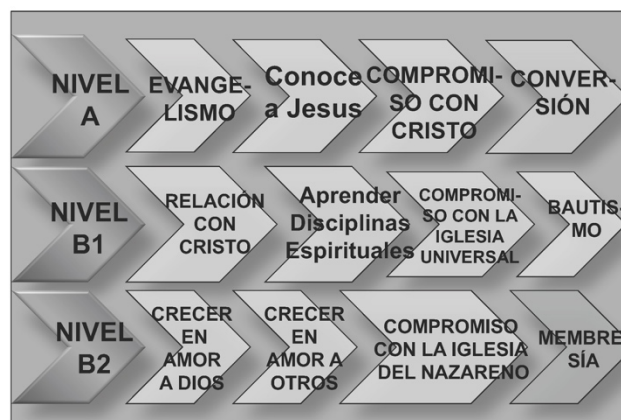 NIVEL
A
EVANGE-
LISMO
Conoce
a Jesus
COMPROMI-
SO CON
CRISTO
CONVER-
SIÓN
NIVEL
B1
RELACIÓN
CON
CRISTO
Aprender
Disciplinas
Espirituales
COMPROMI-
SO CON LA
IGLESIA
UNIVERSAL
BAUTIS-
MO
NIVEL
B2
CRECER
EN
AMOR
A DIOS
CRECER
EN
AMOR A
OTROS
COMPROMISO
CON LA IGLESIA
DEL NAZARENO
MEMBRE
SÍA